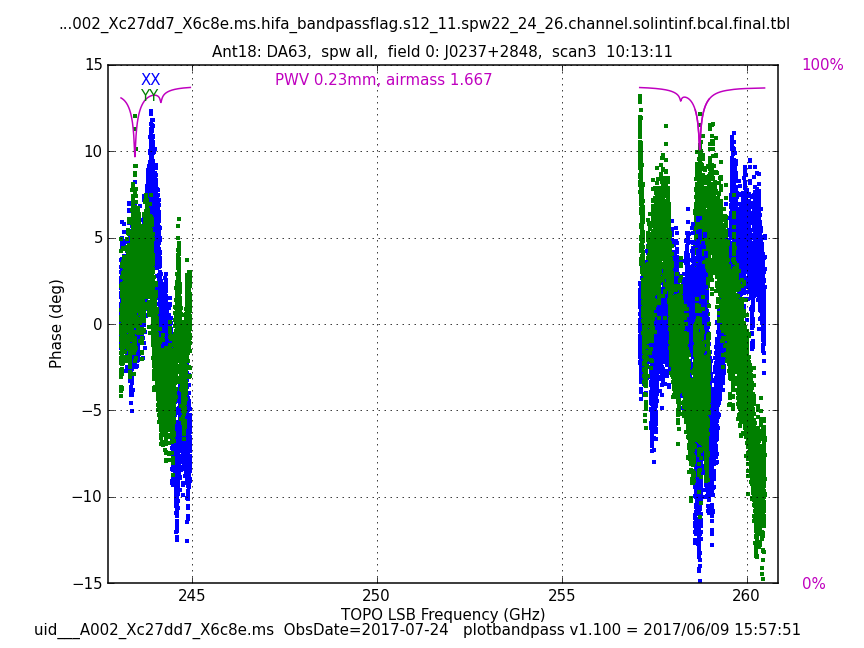 ...002_Xc27dd7_X6c8e.ms.hifa_bandpassflag.s12_11.spw22_24_26.channel.solintinf.bcal.final.tbl
Ant18: DA63,  spw all,  field 0: J0237+2848,  scan3  10:13:11
15 100%
XX PWV 0.23mm, airmass 1.667
YY
10
5
0
Phase (deg)
−5
−10
−15 0%
245 250 255 260
TOPO LSB Frequency (GHz)
uid___A002_Xc27dd7_X6c8e.ms  ObsDate=2017-07-24   plotbandpass v1.100 = 2017/06/09 15:57:51